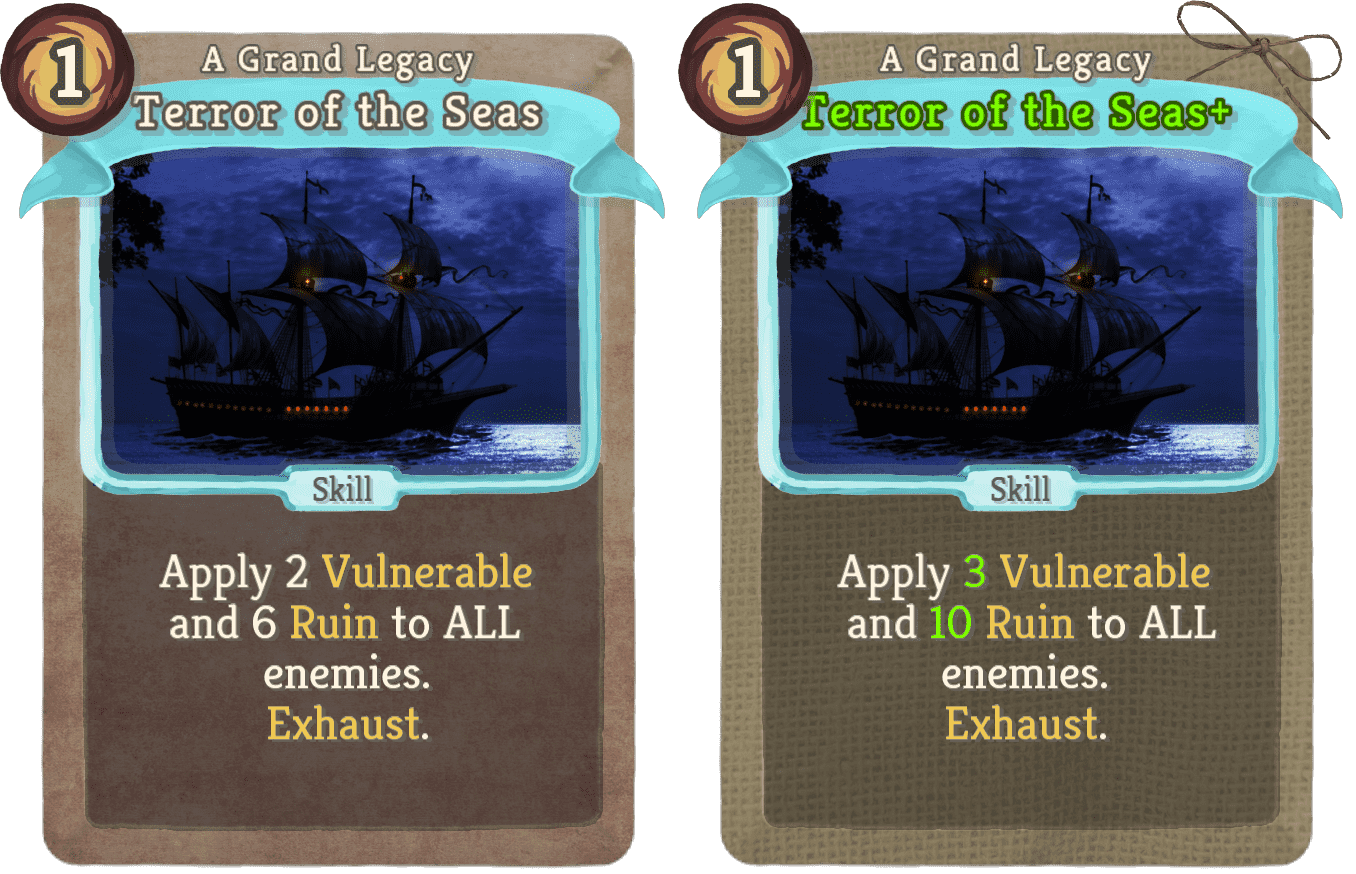 1
A Grand Legacy
Terror of the Seas
Skill
Apply 2 Vulnerable
and 6 Ruin to ALL
enemies.
Exhaust.
1
A Grand Legacy
Terror of the Seas+
Skill
Apply 3 Vulnerable
and 10 Ruin to ALL
enemies.
Exhaust.